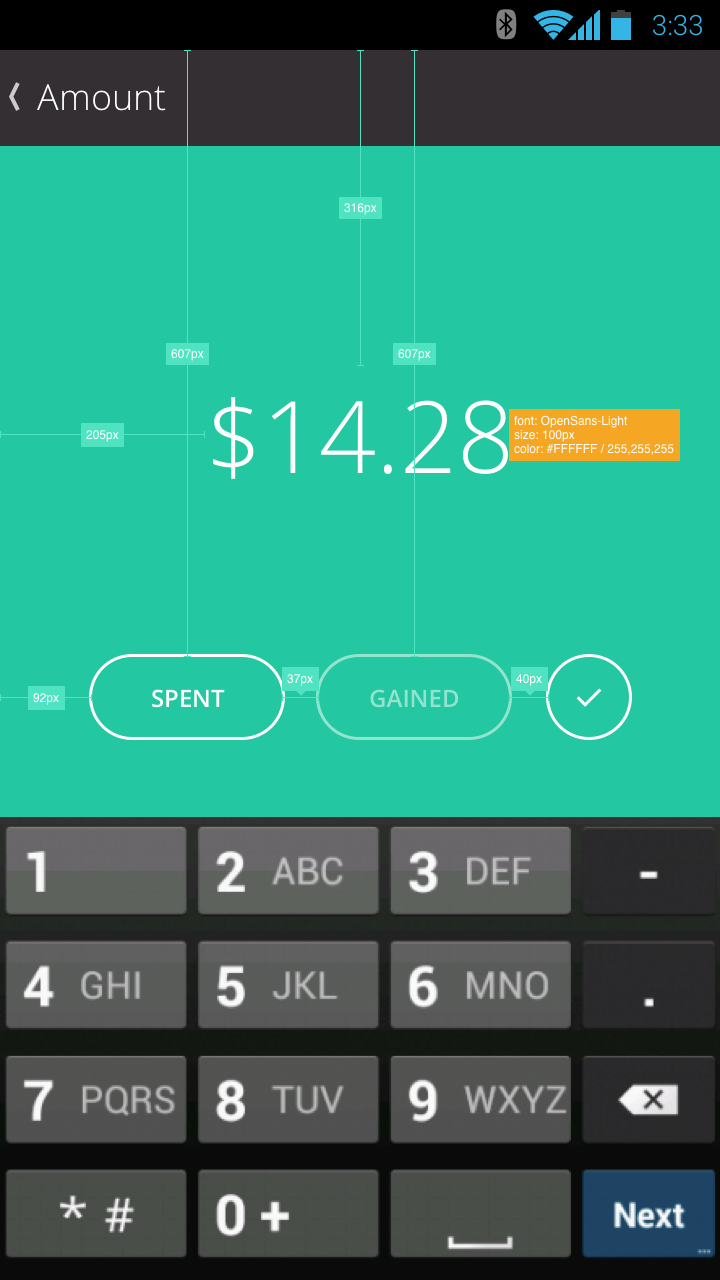 3:33
Amount
316px
607px
607px
205px
$14.28
font: OpenSans-Light
size: 100px
color: #FFFFFF / 255,255,255
92px
SPENT
37px
GAINED
40px
1
2 ABC
3 DEF
-
4 GHI
5 JKL
6 MNO
.
7 PQRS
8 TUV
9 WXYZ
* #
0 +
Next
...